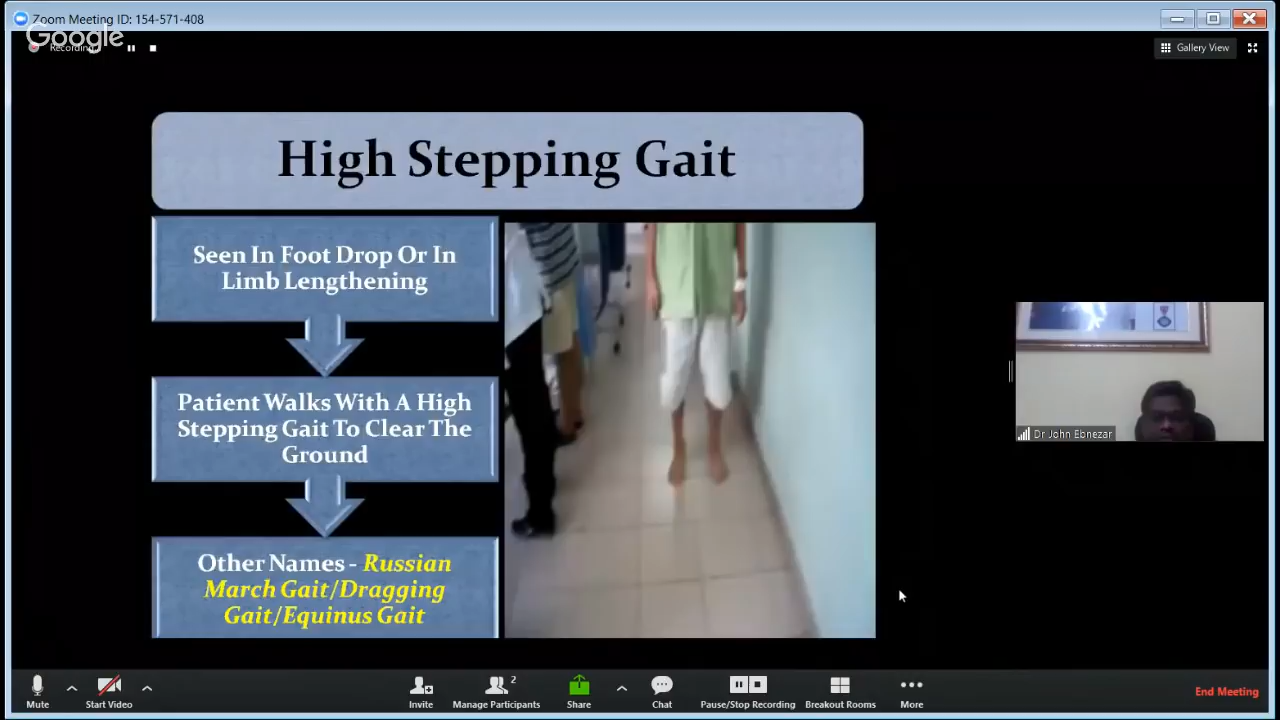 Zoom Meeting ID: 154-571-408
Google
Recording
Gallery View
High Stepping Gait
Seen In Foot Drop Or In
Limb Lengthening
Patient Walks With A High
Stepping Gait To Clear The
Ground
Other Names - Russian
March Gait/Dragging
Gait/Equinus Gait
Dr John Ebnezar
Mute
Start Video
Invite
2
Manage Participants
Share
Chat
Pause/Stop Recording
Breakout Rooms
More
End Meeting